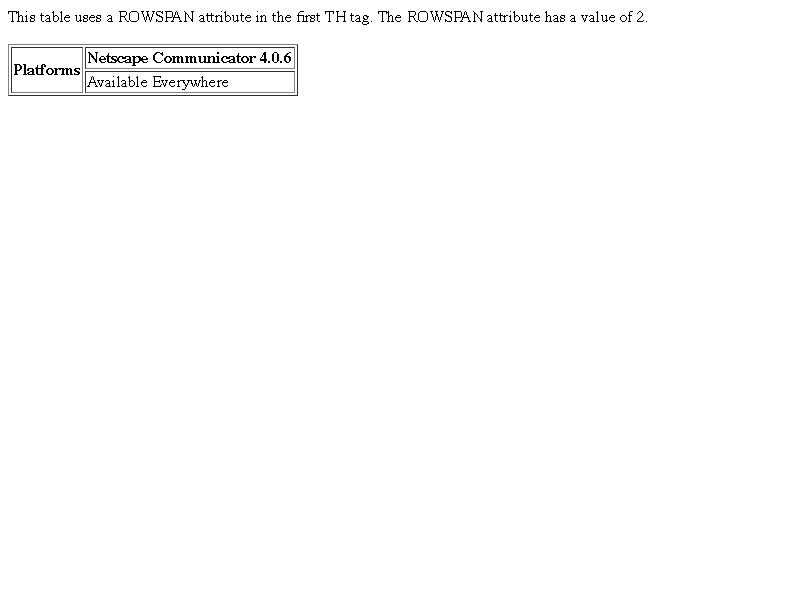 This table uses a ROWSPAN attribute in the first TH tag. The ROWSPAN attribute has a value of 2.
Platforms
Netscape Communicator 4.0.6
Available Everywhere